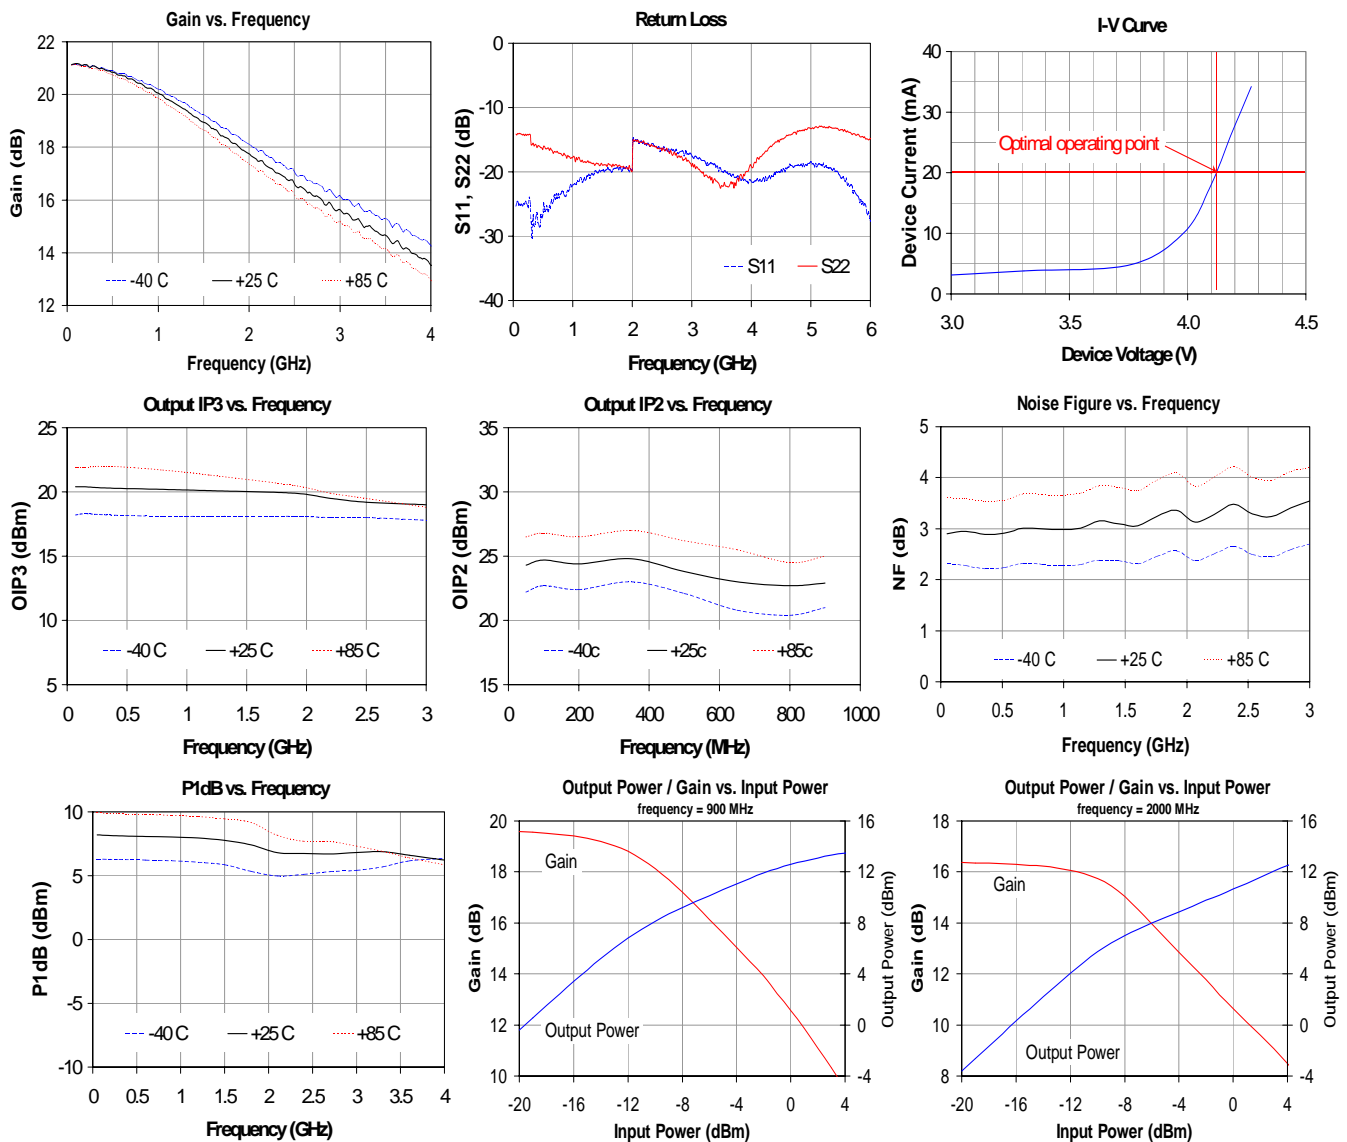 Gain vs. Frequency
22
20
18
16
14
12
Gain (dB)
-40 C
+25 C
+85 C
0 1 2 3 4
Frequency (GHz)
Return Loss
0
-10
-20
-30
-40
S11, S22 (dB)
S11
S22
0 1 2 3 4 5 6
Frequency (GHz)
I-V Curve
40
30
20
10
0
Device Current (mA)
Optimal operating point
3.0 3.5 4.0 4.5
Device Voltage (V)
Output IP3 vs. Frequency
25
20
15
10
5
OIP3 (dBm)
-40 C
+25 C
+85 C
0 0.5 1 1.5 2 2.5 3
Frequency (GHz)
Output IP2 vs. Frequency
35
30
25
20
15
OIP2 (dBm)
-40c
+25c
+85c
0 200 400 600 800 1000
Frequency (MHz)
Noise Figure vs. Frequency
5
4
3
2
1
0
NF (dB)
-40 C
+25 C
+85 C
0 0.5 1 1.5 2 2.5 3
Frequency (GHz)
P1dB vs. Frequency
10
5
0
-5
-10
P1dB (dBm)
-40 C
+25 C
+85 C
0 0.5 1 1.5 2 2.5 3 3.5 4
Frequency (GHz)
Output Power / Gain vs. Input Power
frequency = 900 MHz
20
18
16
14
12
10
Gain (dB)
Gain
Output Power
16
12
8
4
0
-4
Output Power (dBm)
-20 -16 -12 -8 -4 0 4
Input Power (dBm)
Output Power / Gain vs. Input Power
frequency = 2000 MHz
18
16
14
12
10
8
Gain (dB)
Gain
Output Power
16
12
8
4
0
-4
Output Power (dBm)
-20 -16 -12 -8 -4 0 4
Input Power (dBm)